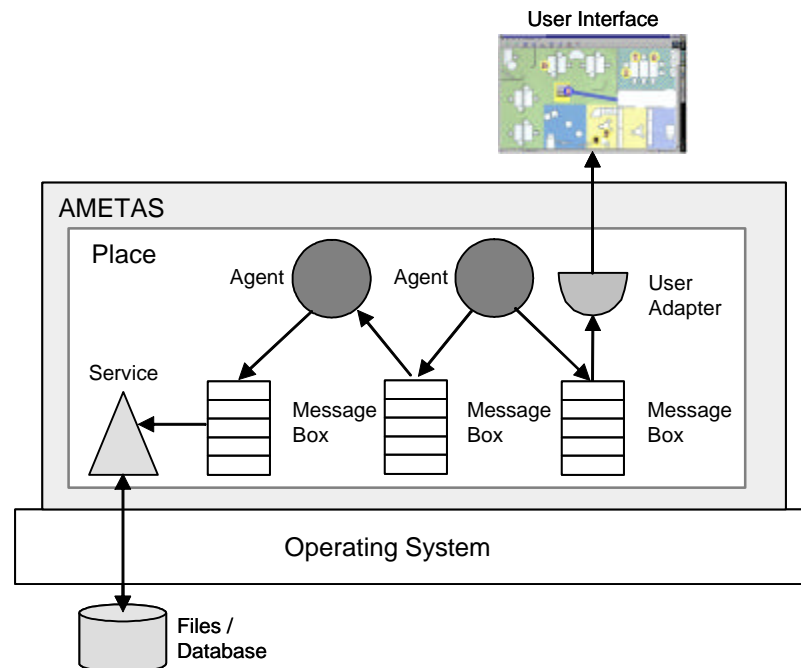 User Interface
AMETAS
Place
Agent
Agent
User
Adapter
Service
Message
Box
Message
Box
Message
Box
Operating System
Files /
Database